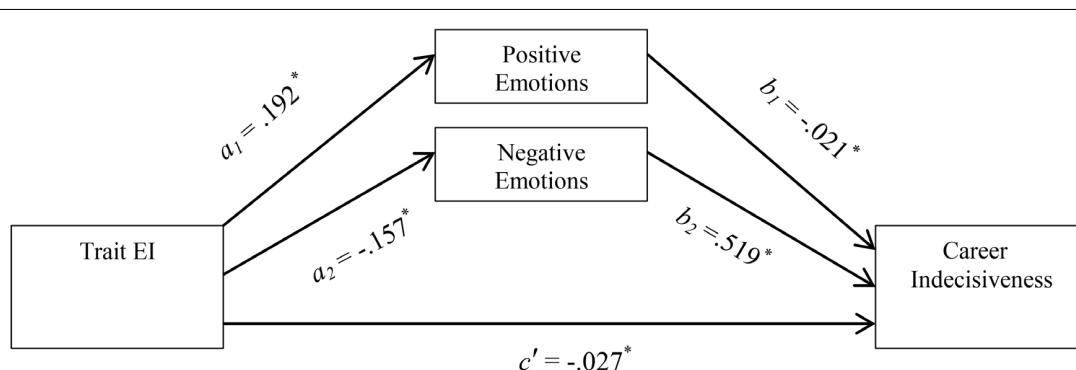 Positive
Emotions
a₁ = .192*
b₁ = -.021*
Negative
Emotions
Trait EI
a₂ = -.157*
b₂ =.519*
Career
Indecisiveness
c′ = -.027*